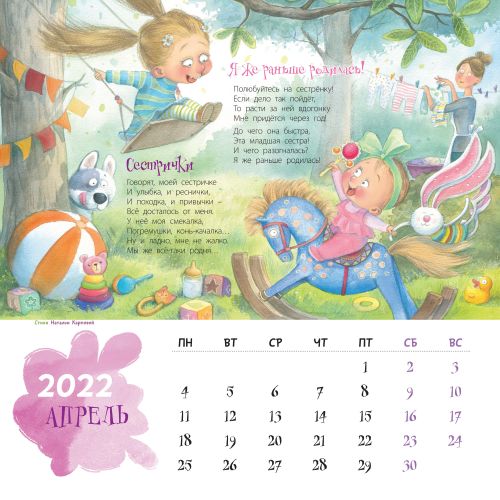 Я же раньше родилась!
Полюбуйтесь на сестрёнку!
Если дело так пойдёт,
То расти за ней вдогонку
Мне придётся через год!
До чего она быстра,
Эта младшая сестра!
И чего разогналась?
Я же раньше родилась!
Сестрички
Говорят, моей сестричке
И улыбка, и реснички,
И походка, и привычки –
Всё досталось от меня.
У неё моя смекалка,
Погремушки, конь-качалка...
Ну и ладно, мне не жалко.
Мы же всё-таки родня...
Стихи Натальи Карповой
2022
АПРЕЛЬ
ПН ВТ СР ЧТ ПТ СБ ВС
1 2 3
4 5 6 7 8 9 10
11 12 13 14 15 16 17
18 19 20 21 22 23 24
25 26 27 28 29 30